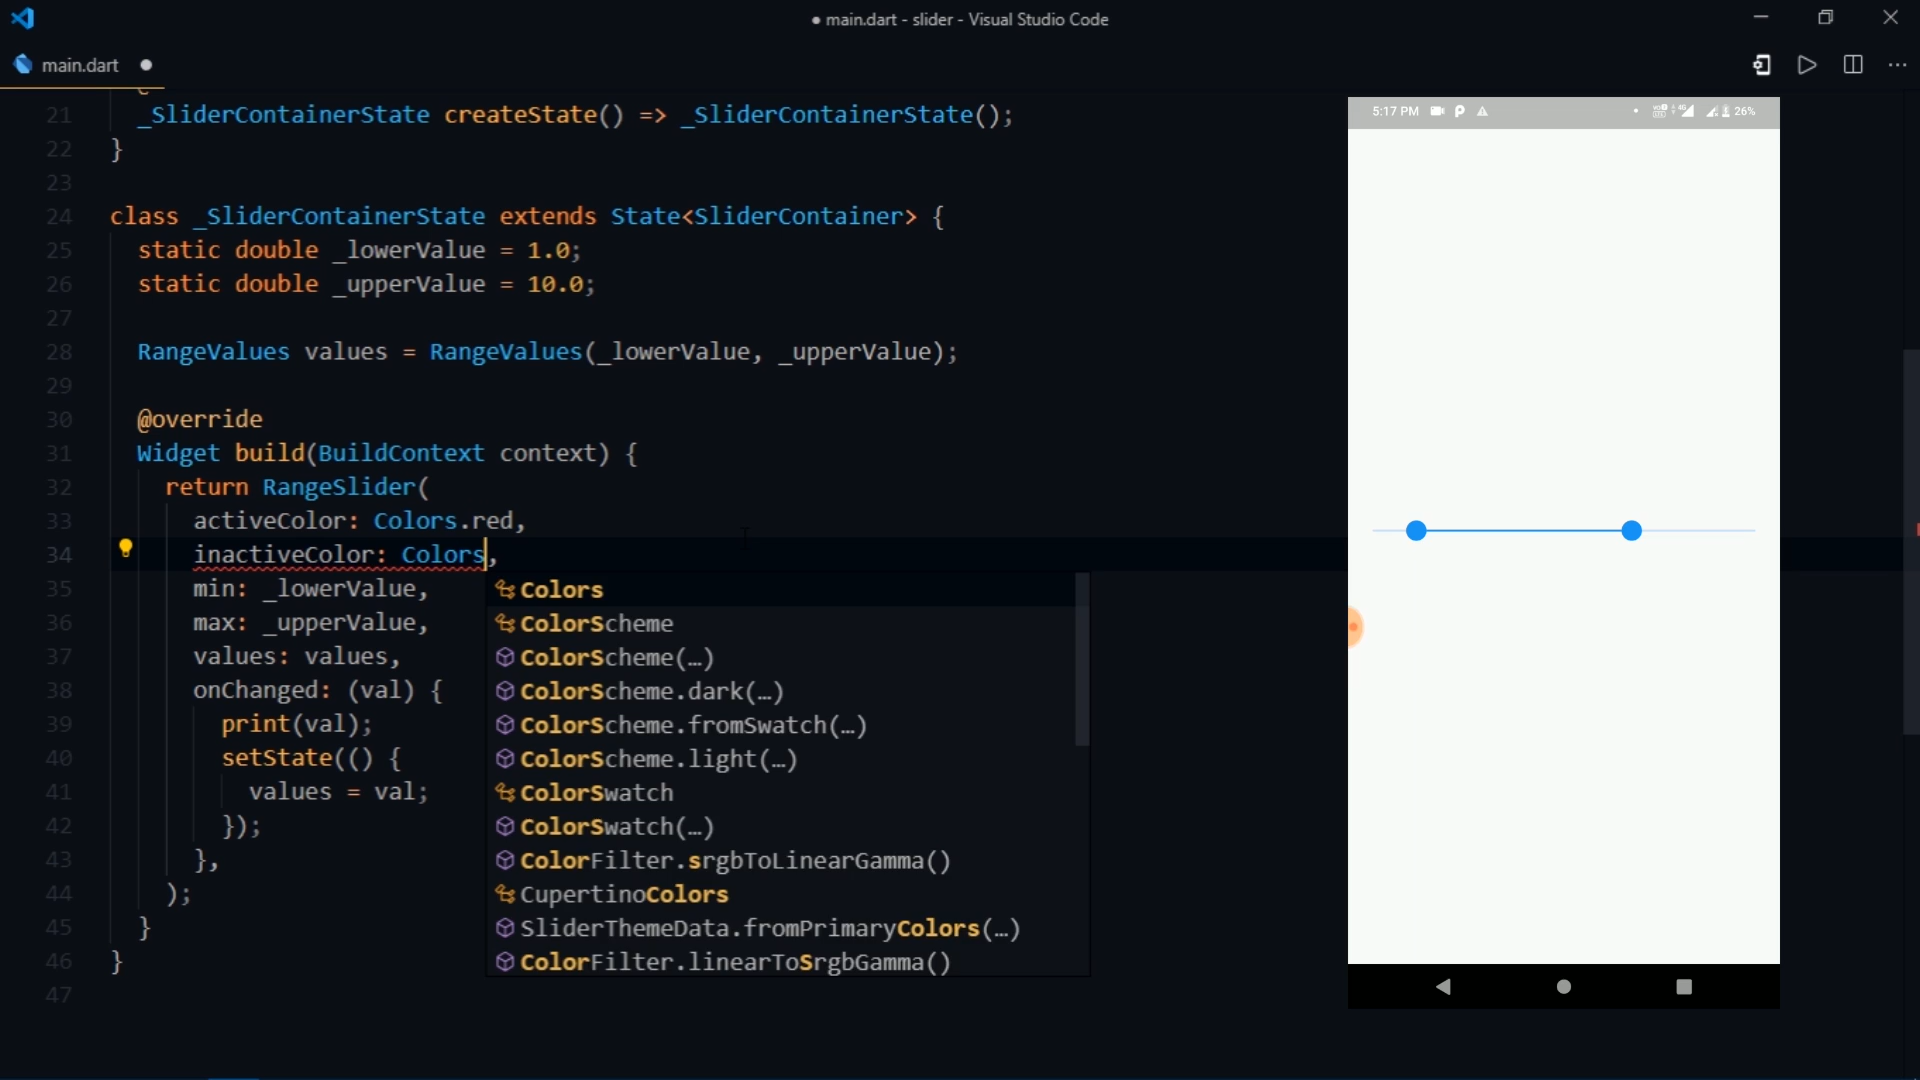 ● main.dart - slider - Visual Studio Code
main.dart
21 _SliderContainerState createState() => _SliderContainerState();
22 }
23
24 class _SliderContainerState extends State<SliderContainer> {
25 static double _lowerValue = 1.0;
26 static double _upperValue = 10.0;
27
28 RangeValues values = RangeValues(_lowerValue, _upperValue);
29
30 @override
31 Widget build(BuildContext context) {
32 return RangeSlider(
33 activeColor: Colors.red,
34 inactiveColor: Colors,
35 min: _lowerValue,
36 max: _upperValue,
37 values: values,
38 onChanged: (val) {
39 print(val);
40 setState(() {
41 values = val;
42 });
43 },
44 );
45 }
46 }
47
Colors
ColorScheme
ColorScheme(…)
ColorScheme.dark(…)
ColorScheme.fromSwatch(…)
ColorScheme.light(…)
ColorSwatch
ColorSwatch(…)
ColorFilter.srgbToLinearGamma()
CupertinoColors
SliderThemeData.fromPrimaryColors(…)
ColorFilter.linearToSrgbGamma()
5:17 PM 4G 26%